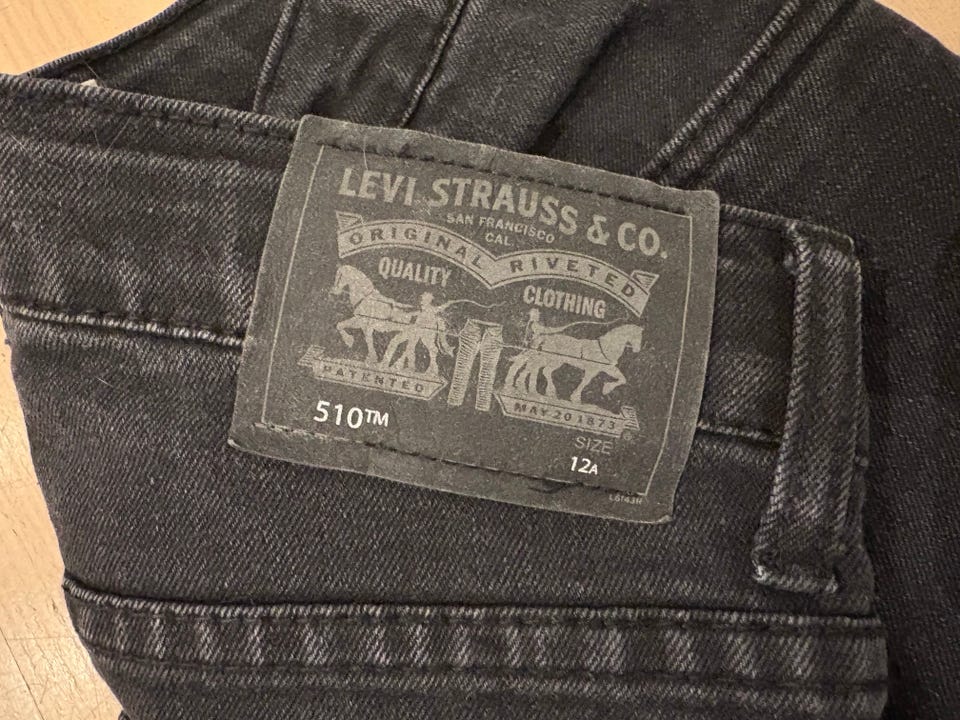 LEVI STRAUSS & CO.
SAN FRANCISCO,
CAL.
ORIGINAL RIVETED
QUALITY CLOTHING
PATENTED MAY 20 1873
510™
SIZE
12A